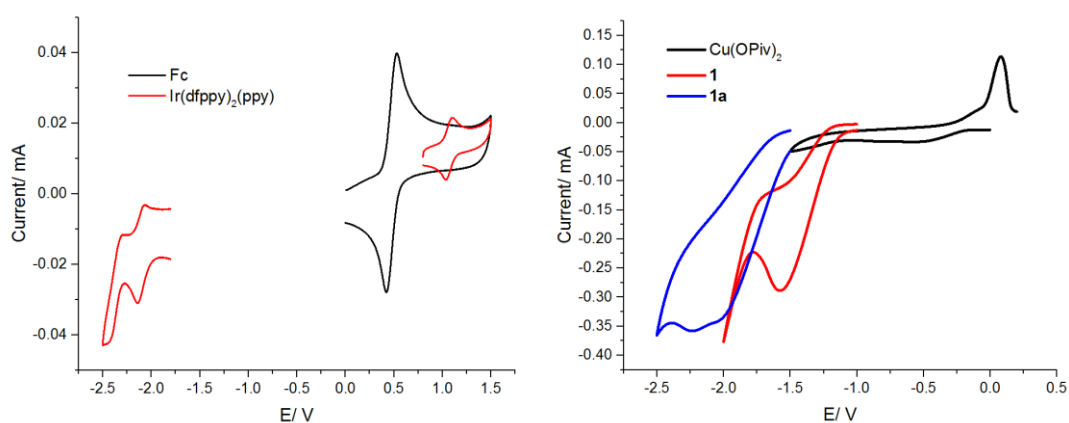 0.04
0.02
0.00
-0.02
-0.04
Current/ mA
Fc
Ir(dfppy)₂(ppy)
-2.5 -2.0 -1.5 -1.0 -0.5 0.0 0.5 1.0 1.5
E/ V
0.15
0.10
0.05
0.00
-0.05
-0.10
-0.15
-0.20
-0.25
-0.30
-0.35
-0.40
Current/ mA
Cu(OPiv)₂
1
1a
-2.5 -2.0 -1.5 -1.0 -0.5 0.0 0.5
E/ V